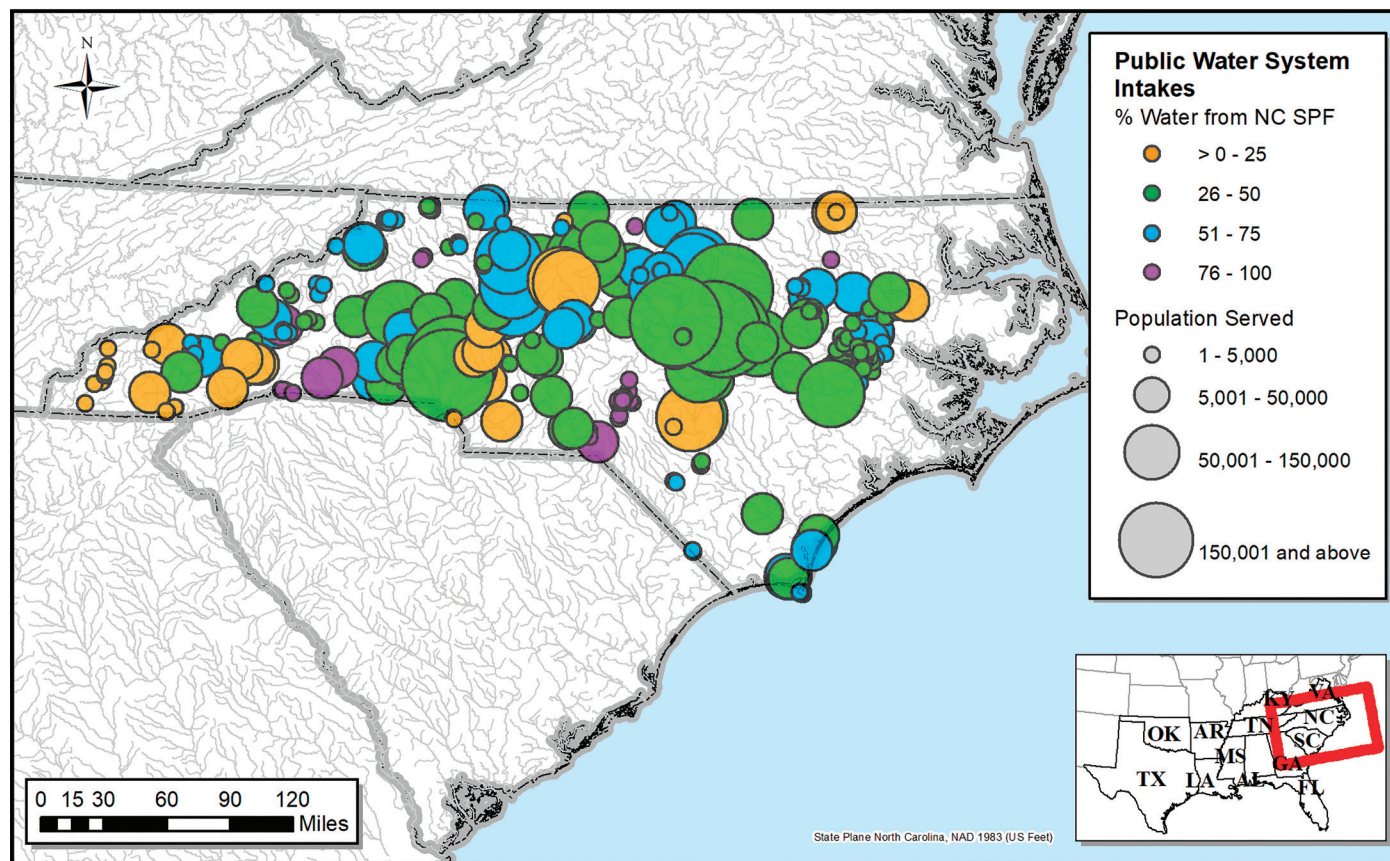 N
Public Water System
Intakes
% Water from NC SPF
> 0 - 25
26 - 50
51 - 75
76 - 100
Population Served
1 - 5,000
5,001 - 50,000
50,001 - 150,000
150,001 and above
KY VA
OK AR TN NC
MS SC
TX LA AL GA FL
0 15 30 60 90 120
Miles
State Plane North Carolina, NAD 1983 (US Feet)